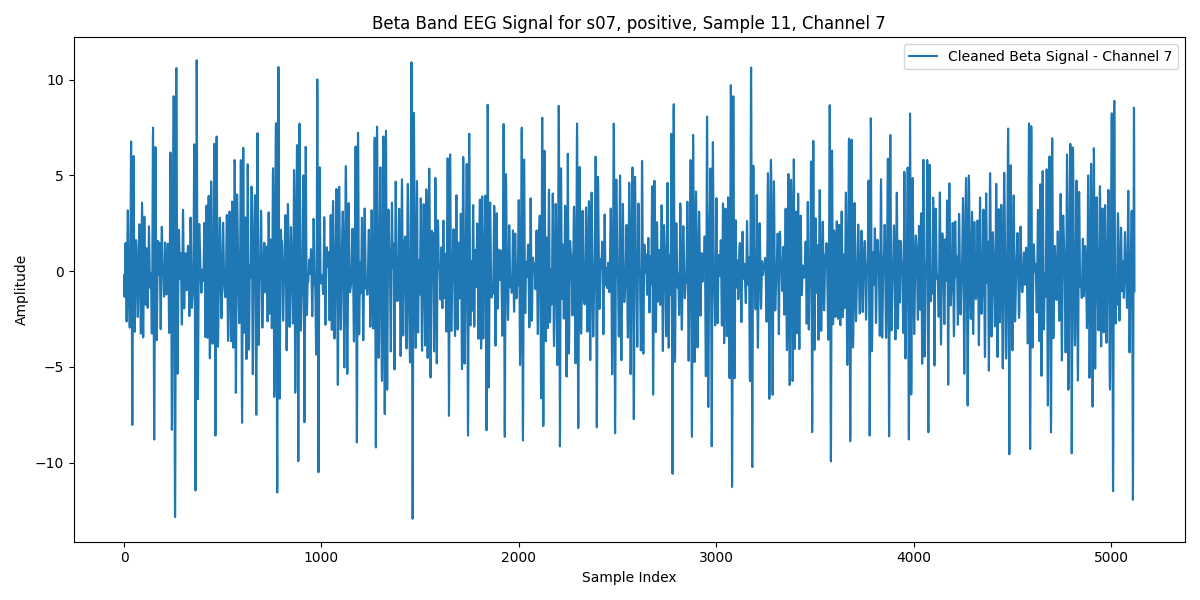 Beta Band EEG Signal for s07, positive, Sample 11, Channel 7
Cleaned Beta Signal - Channel 7
Amplitude
10
5
0
−5
−10
0 1000 2000 3000 4000 5000
Sample Index